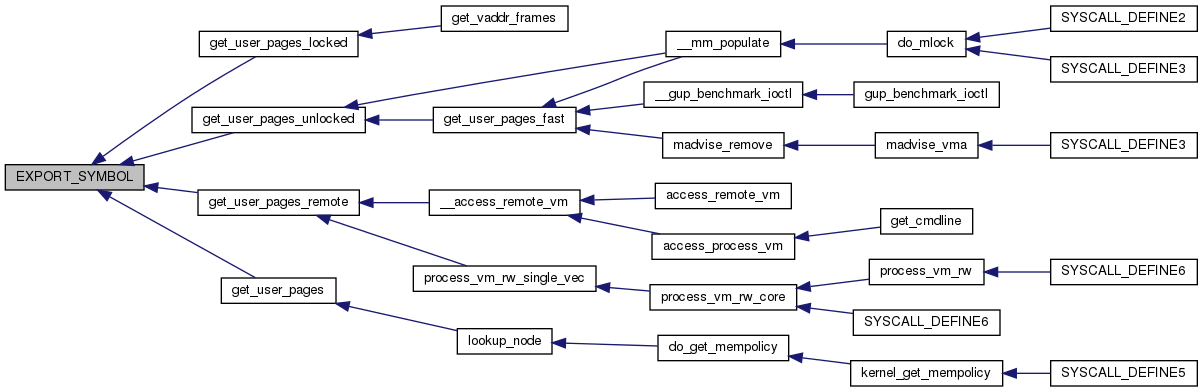 get_vaddr_frames
SYSCALL_DEFINE2
get_user_pages_locked
__mm_populate
do_mlock
SYSCALL_DEFINE3
__gup_benchmark_ioctl
gup_benchmark_ioctl
get_user_pages_unlocked
get_user_pages_fast
madvise_remove
madvise_vma
SYSCALL_DEFINE3
EXPORT_SYMBOL
get_user_pages_remote
__access_remote_vm
access_remote_vm
get_cmdline
access_process_vm
process_vm_rw_single_vec
process_vm_rw
SYSCALL_DEFINE6
get_user_pages
process_vm_rw_core
SYSCALL_DEFINE6
lookup_node
do_get_mempolicy
kernel_get_mempolicy
SYSCALL_DEFINE5